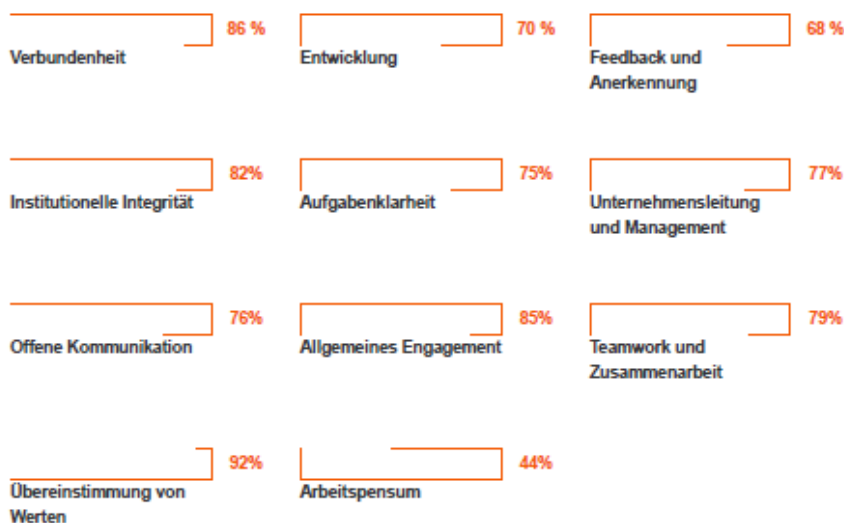 86 %
Verbundenheit
70 %
Entwicklung
68 %
Feedback und
Anerkennung
82%
Institutionelle Integrität
75%
Aufgabenklarheit
77%
Unternehmensleitung
und Management
76%
Offene Kommunikation
85%
Allgemeines Engagement
79%
Teamwork und
Zusammenarbeit
92%
Übereinstimmung von
Werten
44%
Arbeitspensum